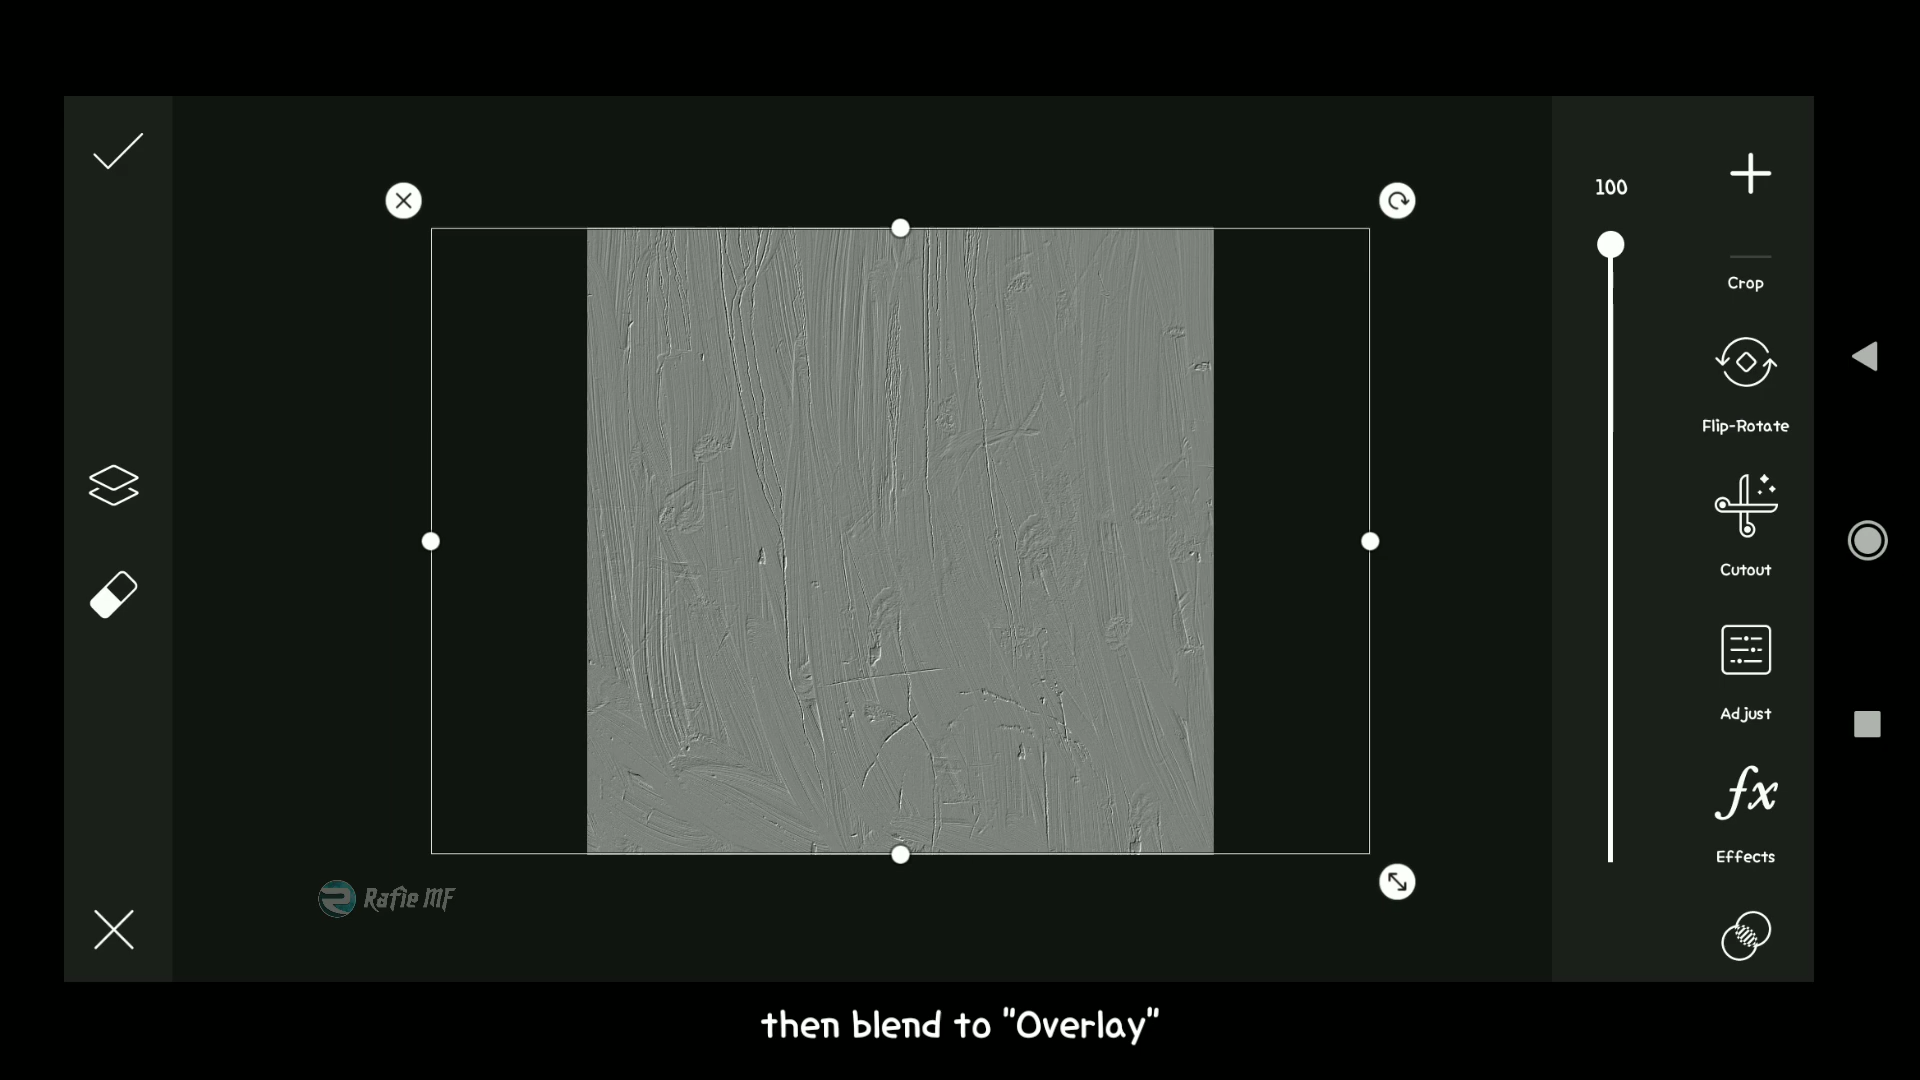 100
Crop
Flip-Rotate
Cutout
Adjust
fx
Effects
Rafie MF
then blend to "Overlay"